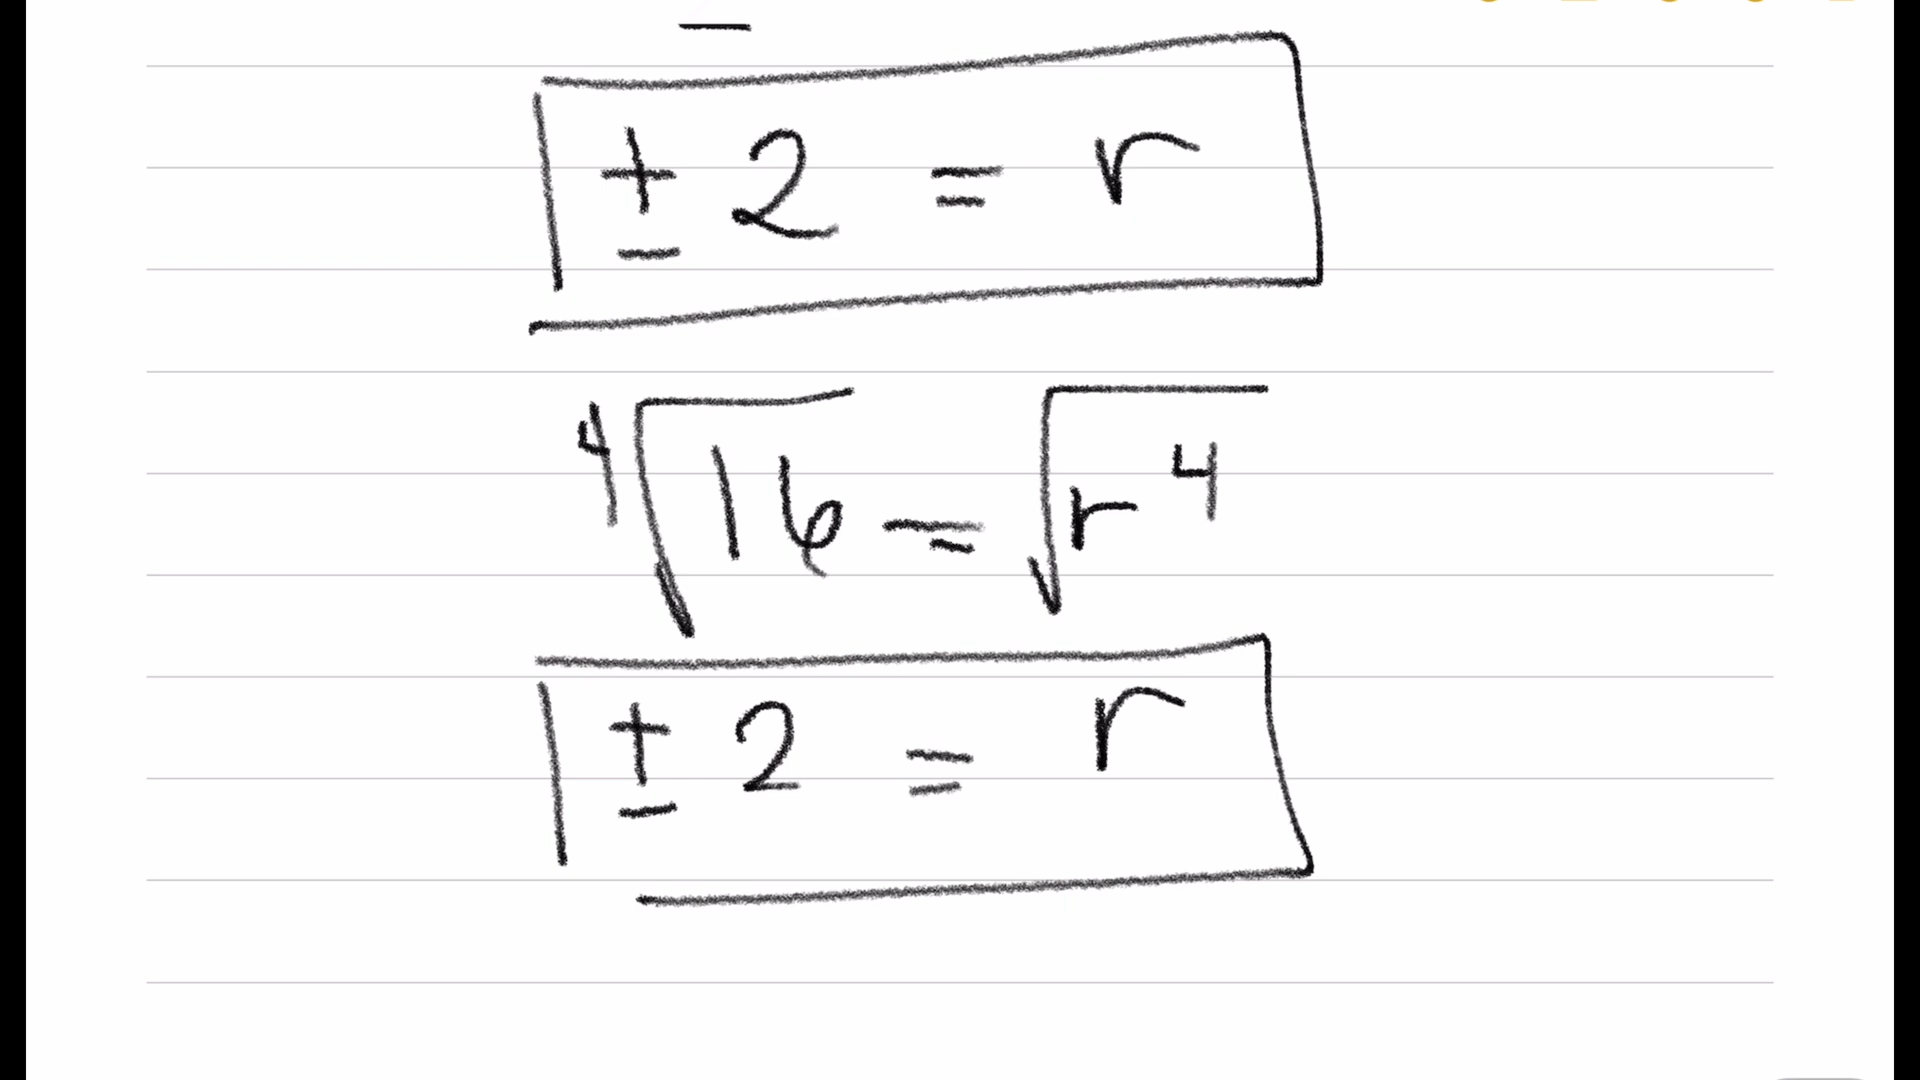 ± 2 = r
⁴√16 = √r⁴
± 2 = r